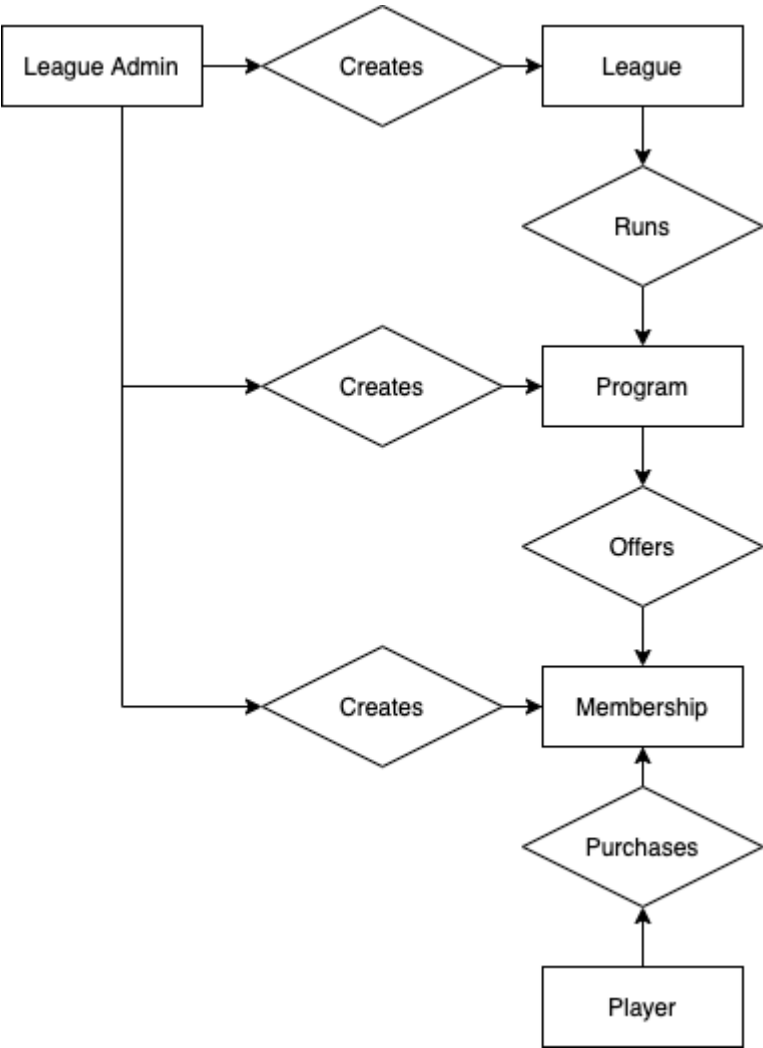 League Admin
Creates
League
Runs
Creates
Program
Offers
Creates
Membership
Purchases
Player